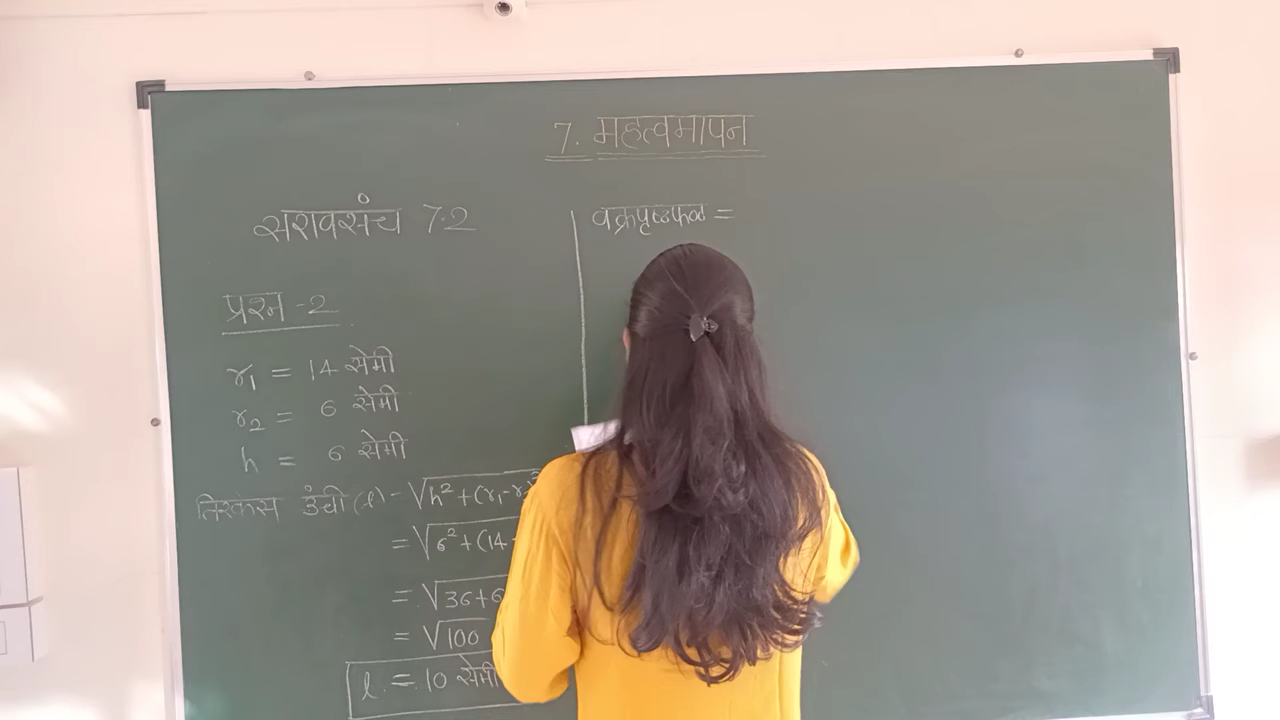 7. महत्वमापन
सरावसंच 7.2
प्रश्न -2
r₁ = 14 सेमी
r₂ = 6 सेमी
h = 6 सेमी
तिरकस उंची (l) = √h² + (r₁ - r₂
= √6² + (14 -
= √36 + 6
= √100
l = 10 सेमी
वक्रपृष्ठफळ =